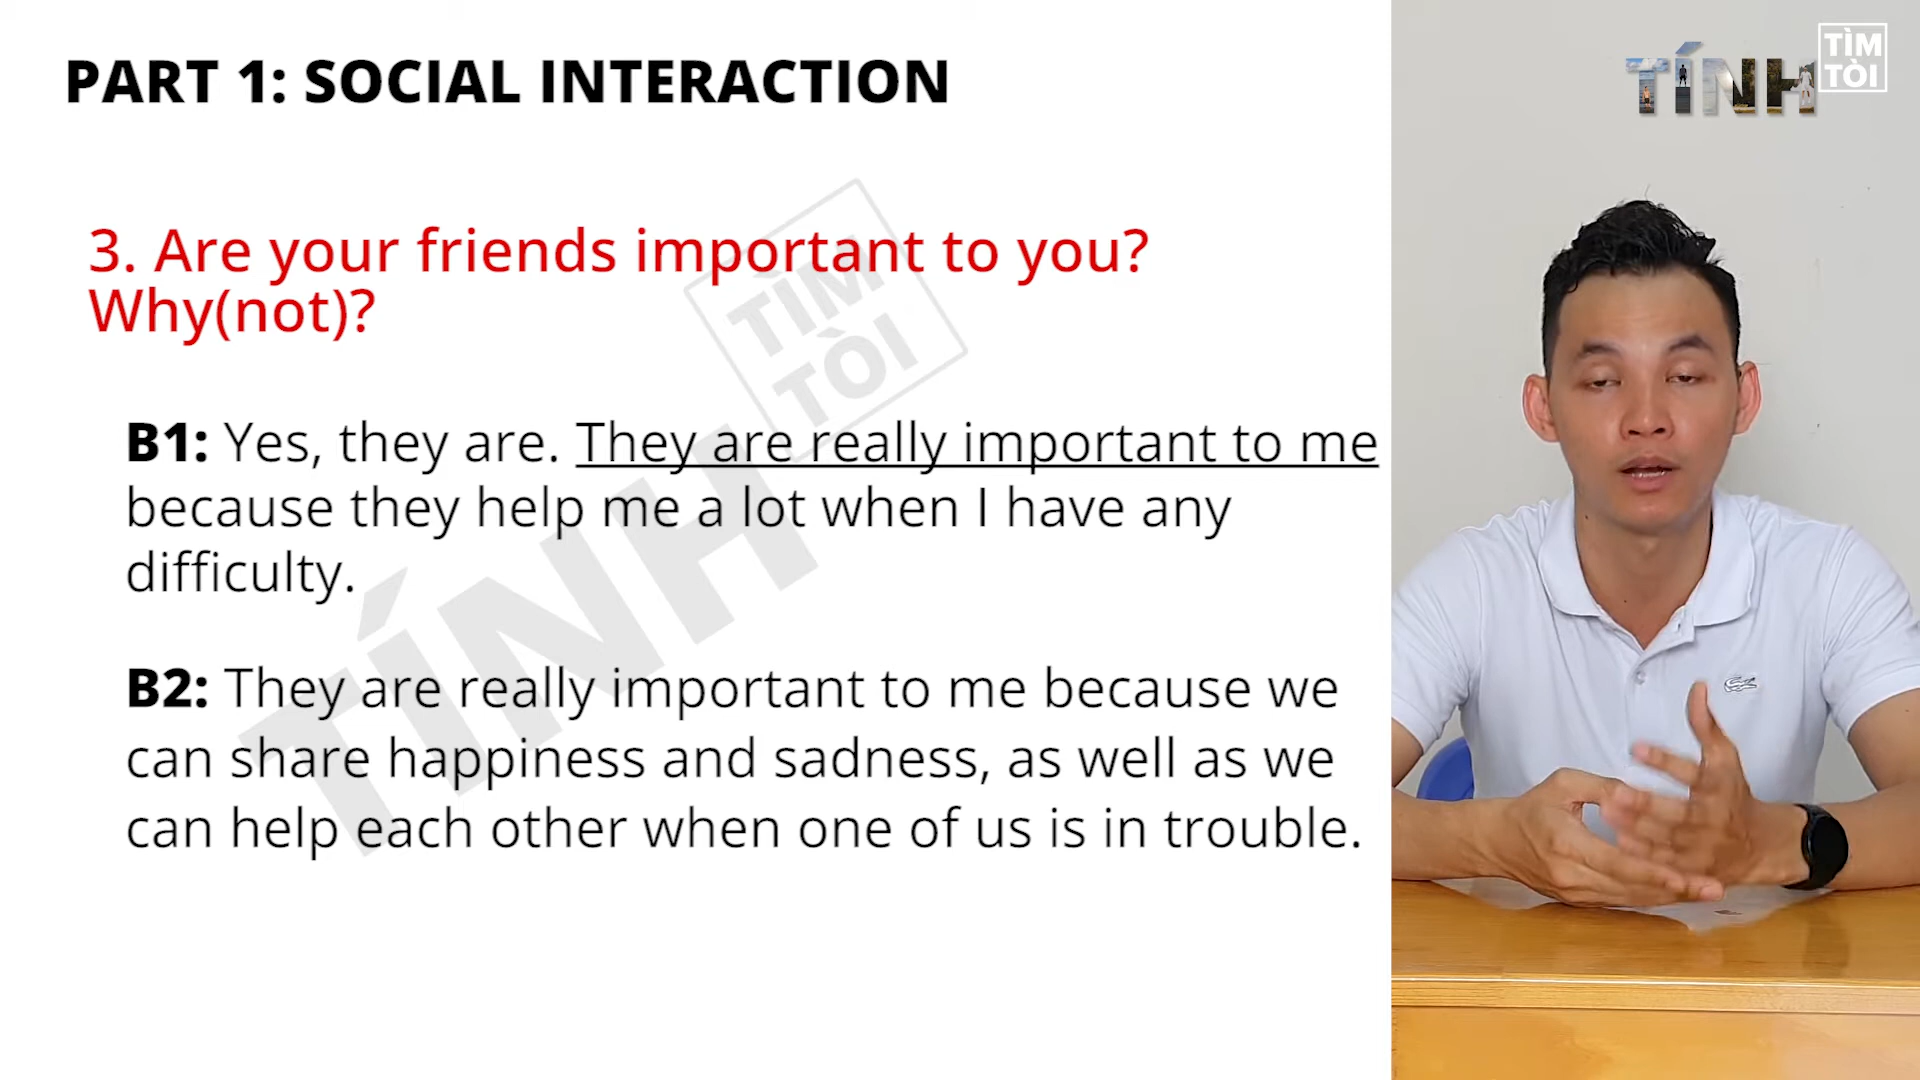 PART 1: SOCIAL INTERACTION
TÍNH
TÌM
TÒI
3. Are your friends important to you?
Why(not)?
TÌM
TÒI
TÍNH
B1: Yes, they are. They are really important to me
because they help me a lot when I have any
difficulty.
B2: They are really important to me because we
can share happiness and sadness, as well as we
can help each other when one of us is in trouble.